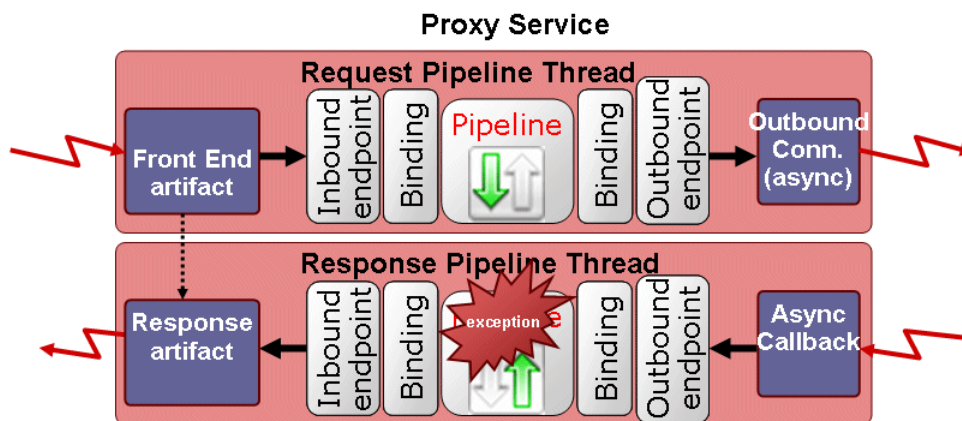 Proxy Service
Request Pipeline Thread
Front End
artifact
Inbound
endpoint
Binding
Pipeline
Binding
Outbound
endpoint
Outbound
Conn.
(async)
Response Pipeline Thread
Response
artifact
Inbound
endpoint
Binding
exception
Binding
Outbound
endpoint
Async
Callback